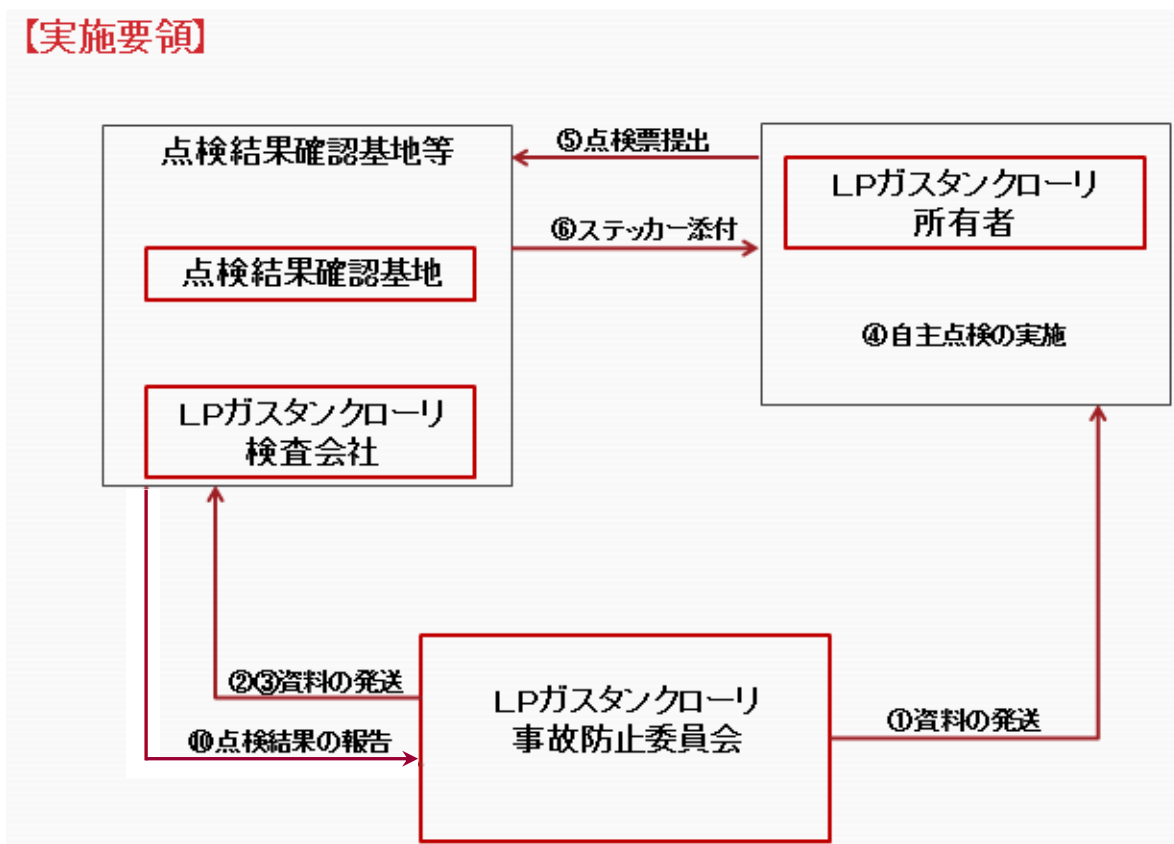 【実施要領】
点検結果確認基地等
⑤点検票提出
LPガスタンクローリ
所有者
⑥ステッカー添付
点検結果確認基地
④自主点検の実施
LPガスタンクローリ
検査会社
②③資料の発送
LPガスタンクローリ
事故防止委員会
①資料の発送
⑩点検結果の報告